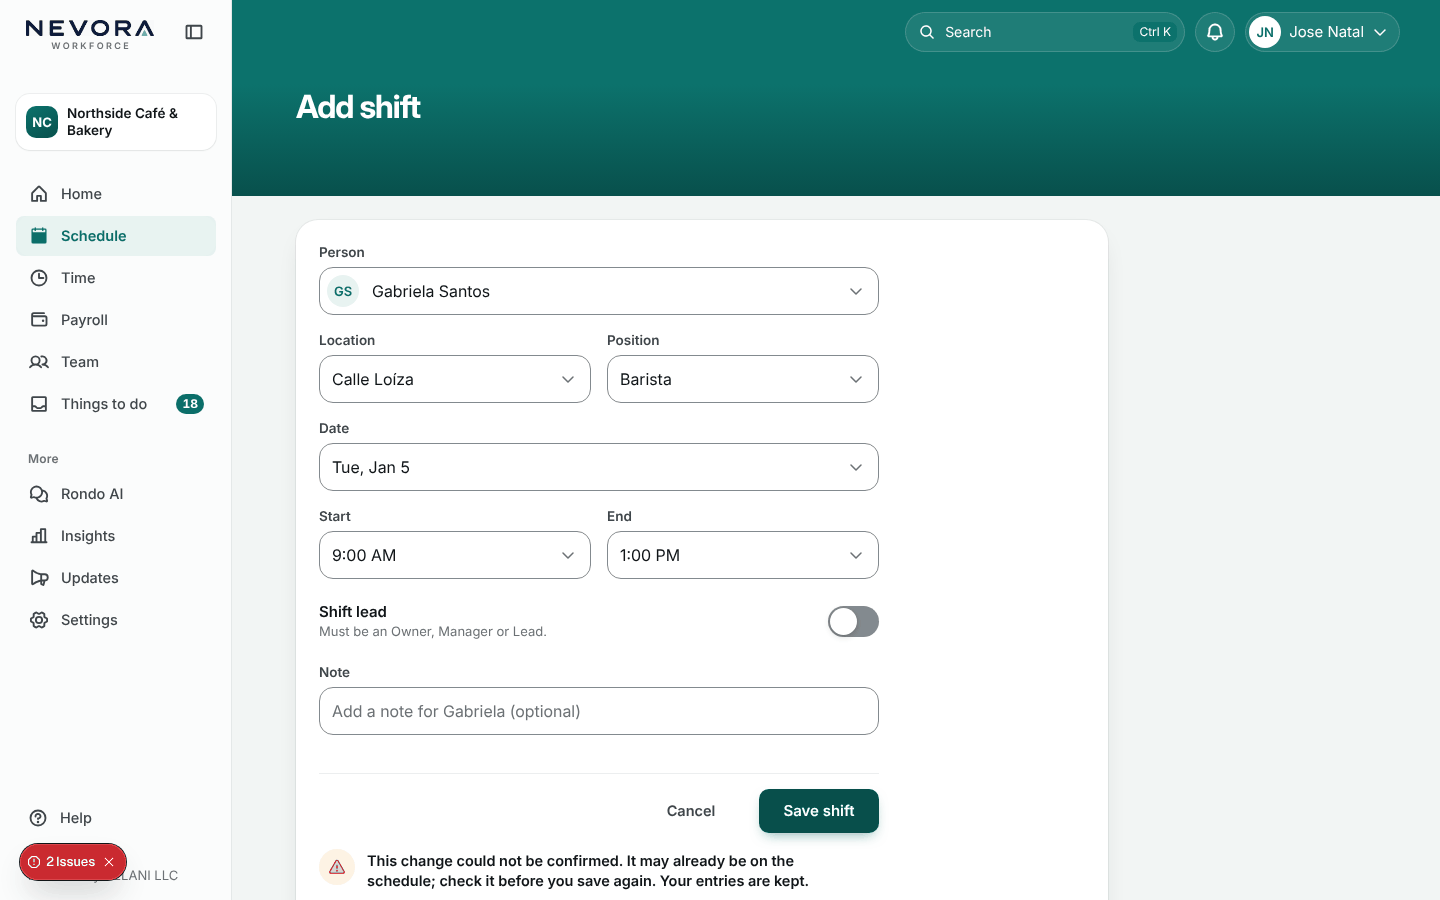 NEVORA
WORKFORCE
Search
Ctrl K
JN
Jose Natal
NC
Northside Café &
Bakery
Add shift
Home
Schedule
Time
Payroll
Team
Things to do
18
More
Rondo AI
Insights
Updates
Settings
Help
2 Issues
LANI LLC
Person
GS
Gabriela Santos
Location
Position
Calle Loíza
Barista
Date
Tue, Jan 5
Start
End
9:00 AM
1:00 PM
Shift lead
Must be an Owner, Manager or Lead.
Note
Add a note for Gabriela (optional)
Cancel
Save shift
This change could not be confirmed. It may already be on the
schedule; check it before you save again. Your entries are kept.